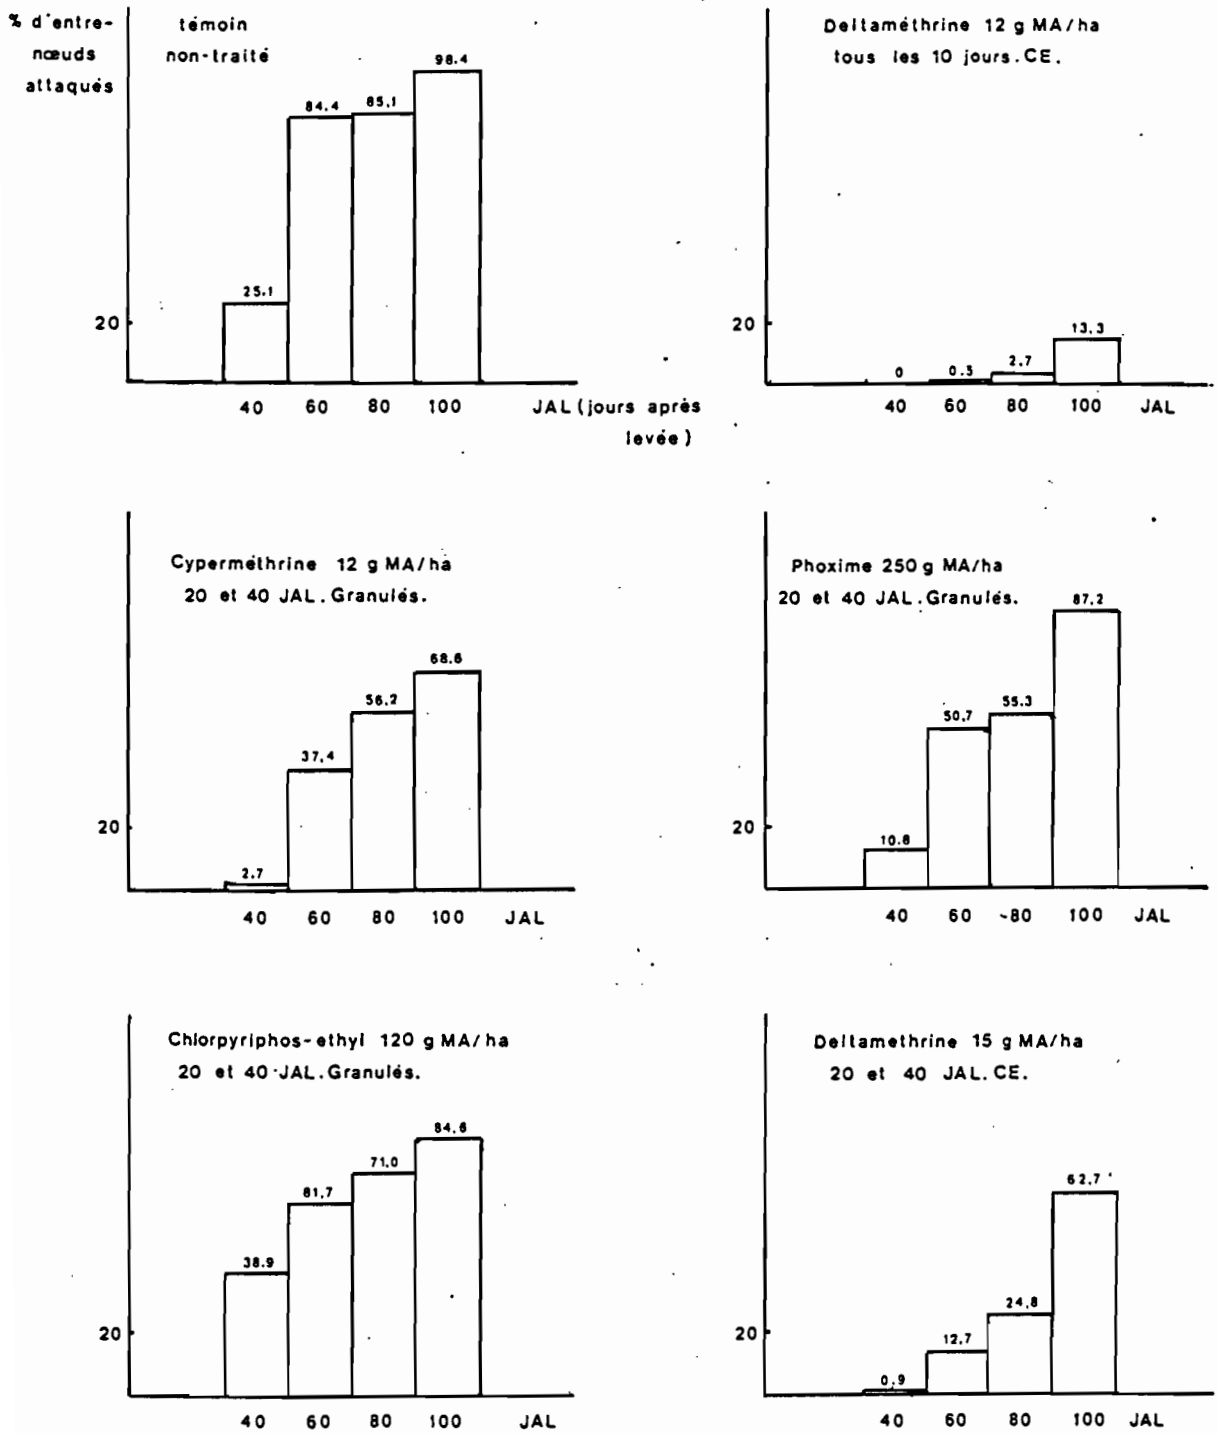 % d'entre-
nœuds
attaqués
témoin
non-traité
98.4
84.4
85,1
25.1
20
40 60 80 100 JAL (jours après
levée)
Deltaméthrine 12 g MA/ha
tous les 10 jours. CE.
20
0
0.3
2.7
13.3
40 60 80 100 JAL
Cyperméthrine 12 g MA/ha
20 et 40 JAL. Granulés.
68.6
56.2
37,4
2.7
20
40 60 80 100 JAL
Phoxime 250 g MA/ha
20 et 40 JAL. Granulés.
87,2
50,7
55.3
10.8
20
40 60 80 100 JAL
Chlorpyriphos-ethyl 120 g MA/ha
20 et 40 JAL. Granulés.
84.6
71.0
61,7
38.9
20
40 60 80 100 JAL
Deltamethrine 15 g MA/ha
20 et 40 JAL. CE.
62,7
24,8
12,7
0,9
20
40 60 80 100 JAL